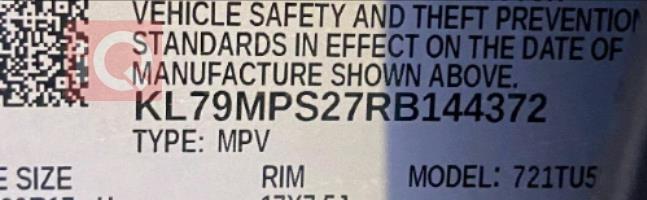 VEHICLE SAFETY AND THEFT PREVENTION
STANDARDS IN EFFECT ON THE DATE OF
MANUFACTURE SHOWN ABOVE.
KL79MPS27RB144372
TYPE: MPV
E SIZE RIM MODEL: 721TU5